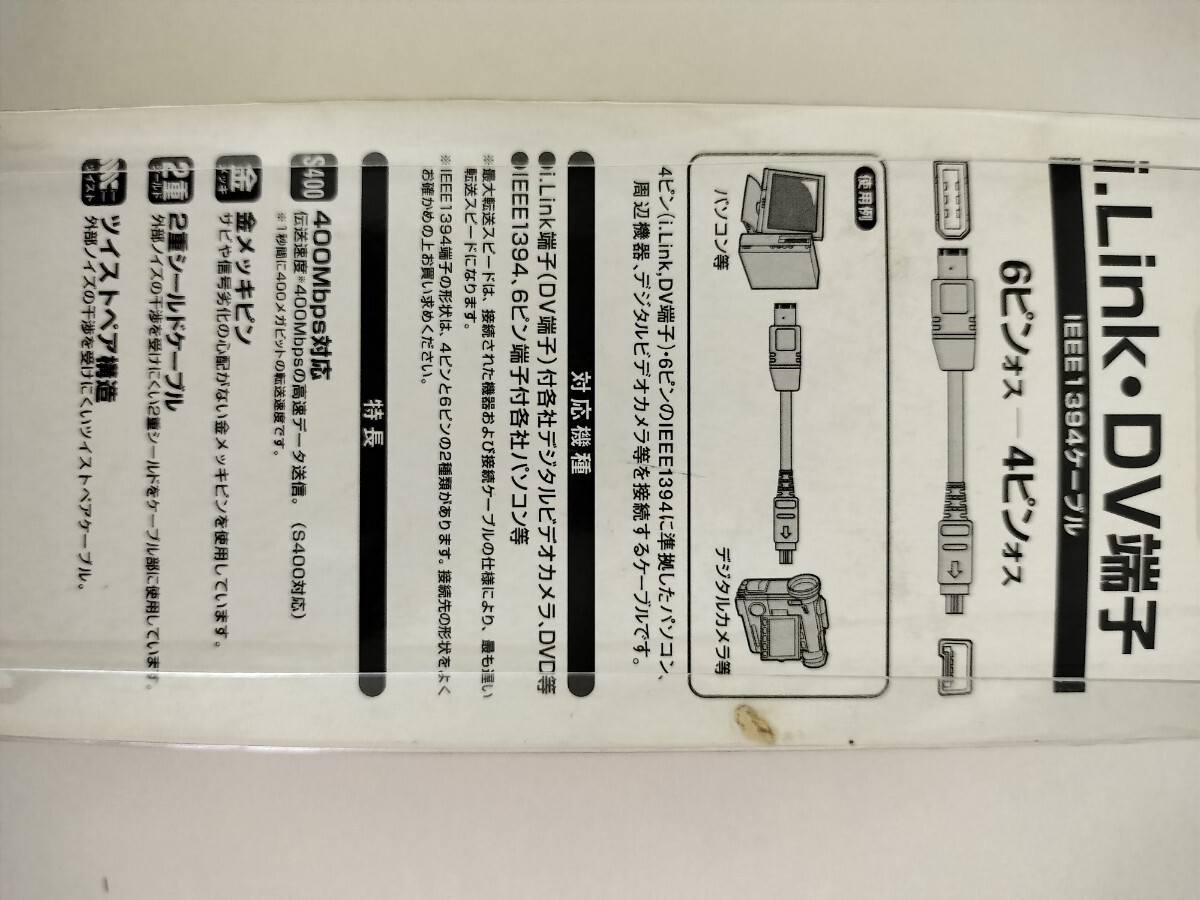 i.Link・DV端子
IEEE1394ケーブル
6ピンオス ― 4ピンオス
使用例
パソコン等
デジタルカメラ等
4ピン(i.Link、DV端子)・6ピンのIEEE1394に準拠したパソコン、
周辺機器、デジタルビデオカメラ等を接続するケーブルです。
対応機種
●i.Link端子(DV端子)付各社デジタルビデオカメラ、DVC等
●IEEE1394、6ピン端子付各社パソコン等
※最大転送スピードは、接続された機器および接続ケーブルの仕様により、最も遅い
転送スピードになります。
※IEEE1394端子の形状は、4ピンと6ピンの2種類があります。接続先の形状をよく
お確かめの上お買い求めください。
特長
S400
400Mbps対応
伝送速度※400Mbpsの高速データ送信。(S400対応)
※1秒間に400メガビットの転送速度です。
金
メッキ
金メッキピン
サビや信号劣化の心配がない金メッキピンを使用しています。
2重
シールド
2重シールドケーブル
外部ノイズの干渉を受けにくい2重シールドをケーブル部に使用しています。
ツイスト
ツイストペア構造
外部ノイズの干渉を受けにくいツイストペアケーブル。